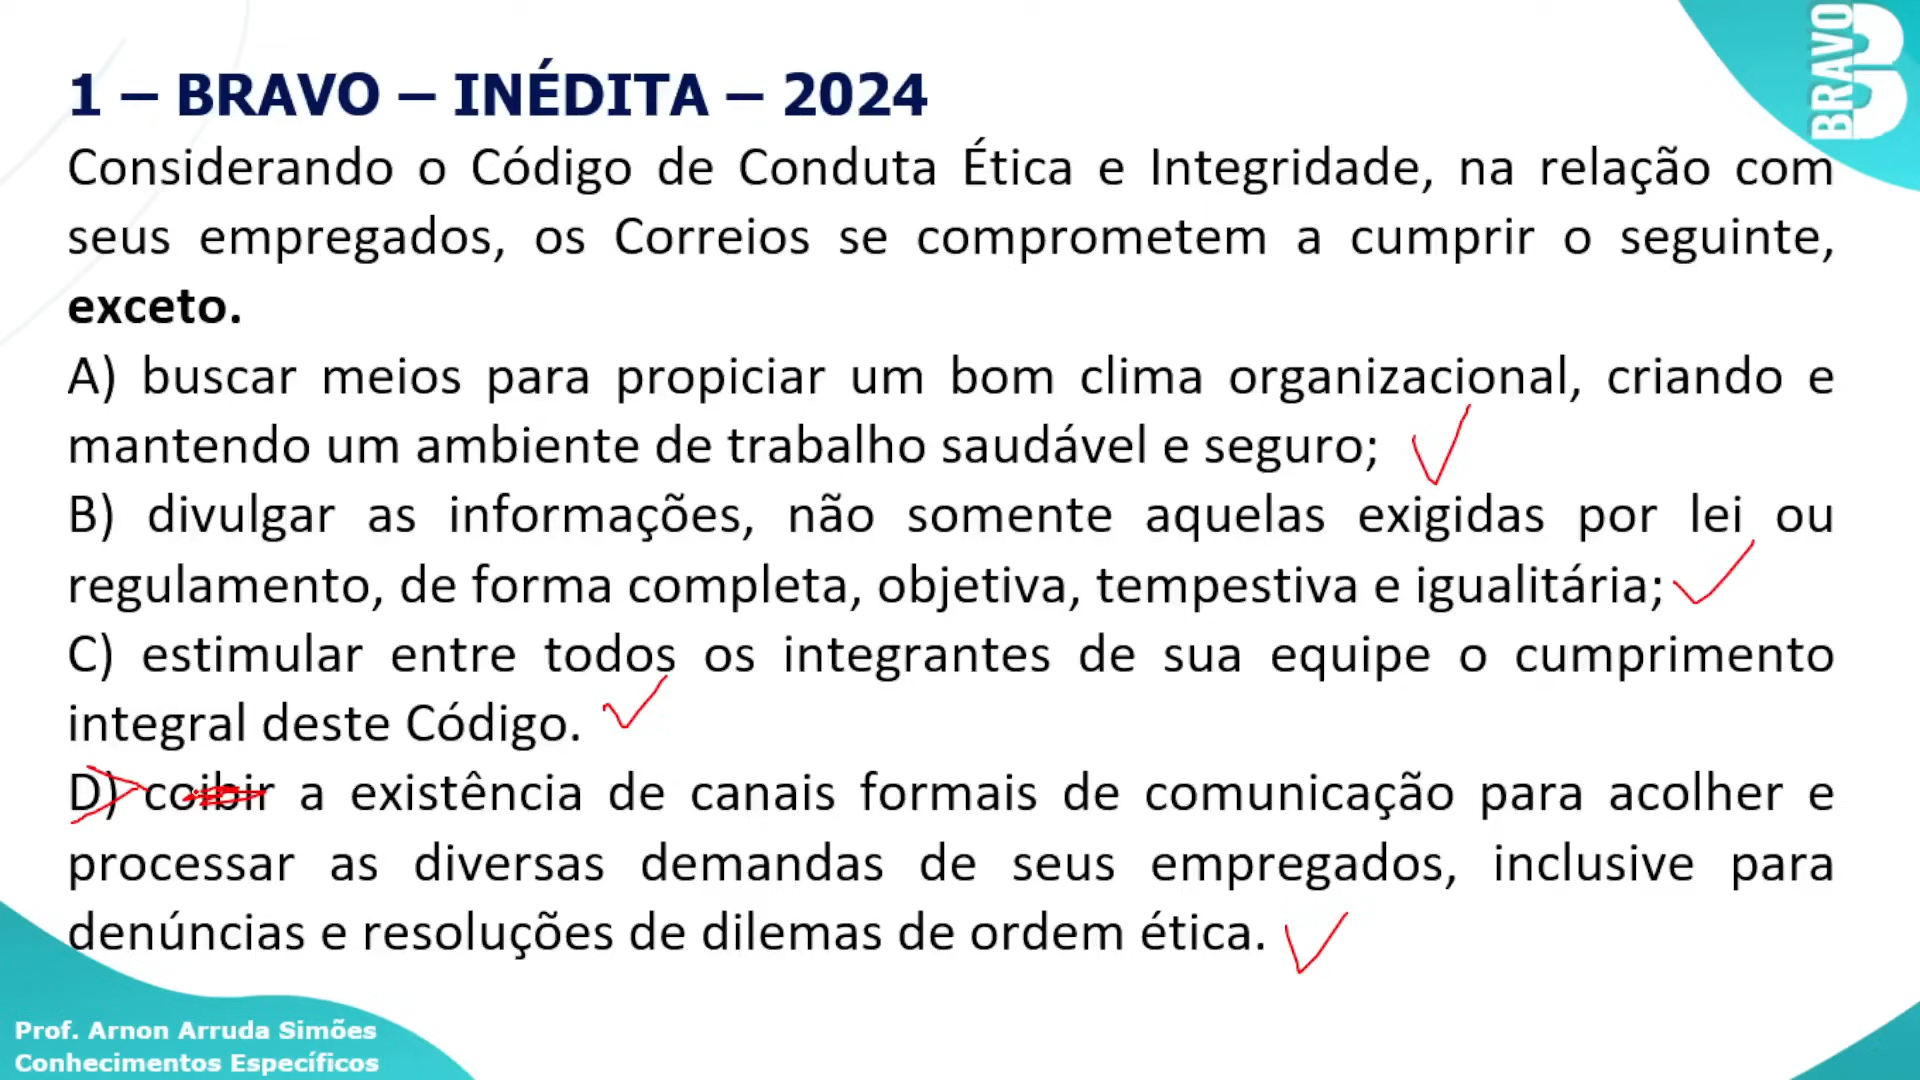 1 – BRAVO – INÉDITA – 2024
BRAVO
Considerando o Código de Conduta Ética e Integridade, na relação com
seus empregados, os Correios se comprometem a cumprir o seguinte,
exceto.
A) buscar meios para propiciar um bom clima organizacional, criando e
mantendo um ambiente de trabalho saudável e seguro;
B) divulgar as informações, não somente aquelas exigidas por lei ou
regulamento, de forma completa, objetiva, tempestiva e igualitária;
C) estimular entre todos os integrantes de sua equipe o cumprimento
integral deste Código.
D) coibir a existência de canais formais de comunicação para acolher e
processar as diversas demandas de seus empregados, inclusive para
denúncias e resoluções de dilemas de ordem ética.
Prof. Arnon Arruda Simões
Conhecimentos Específicos